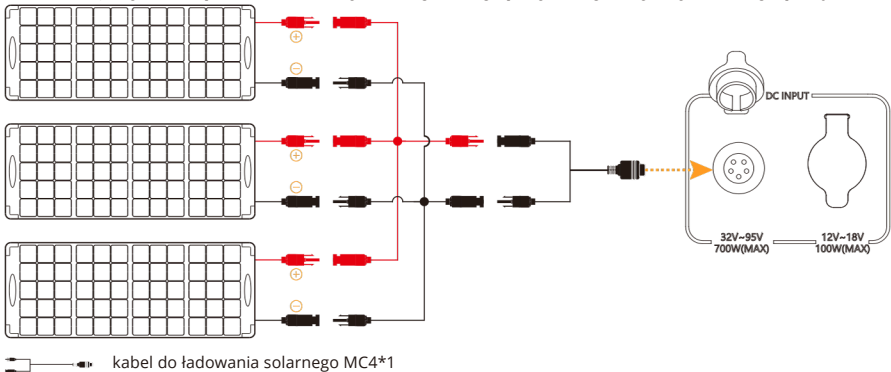 DC INPUT
32V~95V
700W(MAX)
12V~18V
100W(MAX)
kabel do ładowania solarnego MC4*1